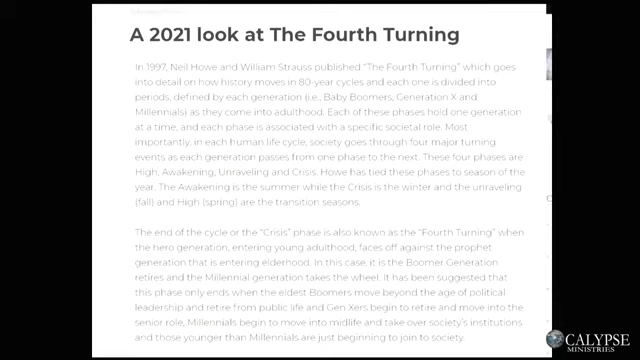 A 2021 look at The Fourth Turning
In 1997, Neil Howe and William Strauss published "The Fourth Turning" which goes
into detail on how history moves in 80-year cycles and each one is divided into
periods, defined by each generation (i.e., Baby Boomers, Generation X and
Millennials) as they come into adulthood. Each of these phases hold one generation
at a time, and each phase is associated with a specific societal role. Most
importantly, in each human life cycle, society goes through four major turning
events as each generation passes from one phase to the next. These four phases are
High, Awakening, Unraveling and Crisis. Howe has tied these phases to season of the
year. The Awakening is the summer while the Crisis is the winter and the unraveling
(fall) and High (spring) are the transition seasons.
The end of the cycle or the "Crisis" phase is also known as the "Fourth Turning" when
the hero generation, entering young adulthood, faces off against the prophet
generation that is entering elderhood. In this case, it is the Boomer Generation
retires and the Millennial generation takes the wheel. It has been suggested that
this phase only ends when the eldest Boomers move beyond the age of political
leadership and retire from public life and Gen Xers begin to retire and move into the
senior role, Millennials begin to move into midlife and take over society's institutions
and those younger than Millennials are just beginning to join to society.
CALYPSE
MINISTRIES